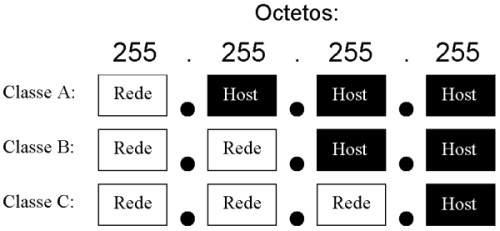 Octetos:
255 . 255 . 255 . 255
Classe A: Rede . Host . Host . Host
Classe B: Rede . Rede . Host . Host
Classe C: Rede . Rede . Rede . Host